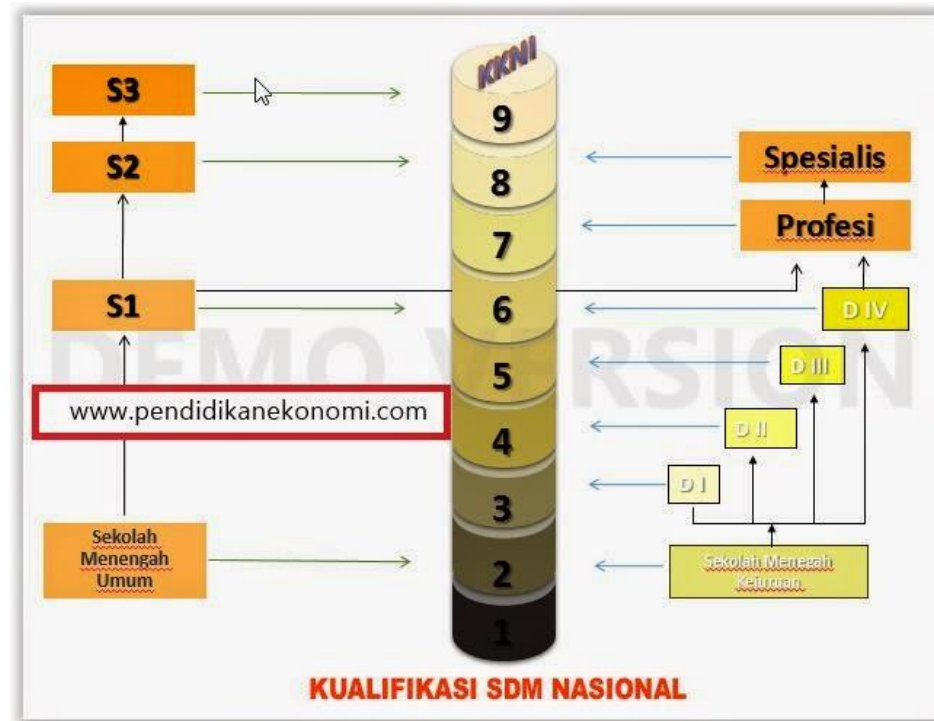 KKNI
S3
9
S2
8
Spesialis
7
Profesi
S1
6
D IV
DEMO VERSION
5
D III
www.pendidikanekonomi.com
4
D II
3
D I
Sekolah
Menengah
Umum
2
Sekolah Menegah
Kejuruan
1
KUALIFIKASI SDM NASIONAL